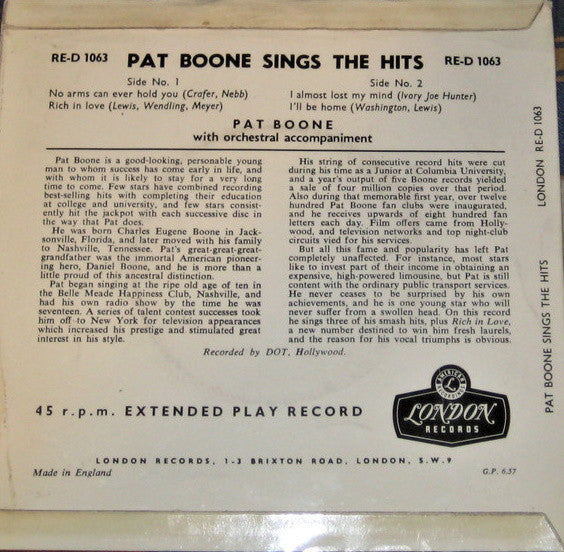 RE-D 1063 PAT BOONE SINGS THE HITS RE-D 1063
Side No. 1
No arms can ever hold you (Crafer, Nebb)
Rich in love (Lewis, Wendling, Meyer)
Side No. 2
I almost lost my mind (Ivory Joe Hunter)
I'll be home (Washington, Lewis)
PAT BOONE
with orchestral accompaniment
Pat Boone is a good-looking, personable young
man to whom success has come early in life, and
with whom it is likely to stay for a very long
time to come. Few stars have combined recording
best-selling hits with completing their education
at college and university, and few stars consist-
ently hit the jackpot with each successive disc in
the way that Pat does.
He was born Charles Eugene Boone in Jack-
sonville, Florida, and later moved with his family
to Nashville, Tennessee. Pat's great-great-great-
grandfather was the immortal American pioneer-
ing hero, Daniel Boone, and he is more than a
little proud of this ancestral distinction.
Pat began singing at the ripe old age of ten in
the Belle Meade Happiness Club, Nashville, and
had his own radio show by the time he was
seventeen. A series of talent contest successes took
him off to New York for television appearances
which increased his prestige and stimulated great
interest in his style.
His string of consecutive record hits were cut
during his time as a Junior at Columbia University,
and a year's output of five Boone records yielded
a sale of four million copies over that period.
Also during that memorable first year, over twelve
hundred Pat Boone fan clubs were inaugurated,
and he receives upwards of eight hundred fan
letters each day. Film offers came from Holly-
wood, and television networks and top night-club
circuits vied for his services.
But all this fame and popularity has left Pat
completely unaffected. For instance, most stars
like to invest part of their income in obtaining an
expensive, high-powered limousine, but Pat is still
content with the ordinary public transport services.
He never ceases to be surprised by his own
achievements, and he is one young star who will
never suffer from a swollen head. On this record
he sings three of his smash hits, plus Rich in Love,
a number destined to win him fresh laurels,
and the reason for his vocal triumphs is obvious.
Recorded by DOT, Hollywood.
45 r.p.m. EXTENDED PLAY RECORD
AMERICAN
L
RECORDINGS
LONDON
RECORDS
LONDON RECORDS, 1-3 BRIXTON ROAD, LONDON, S.W.9
Made in England
G.P. 6.57
PAT BOONE SINGS THE HITS LONDON RE-D 1063